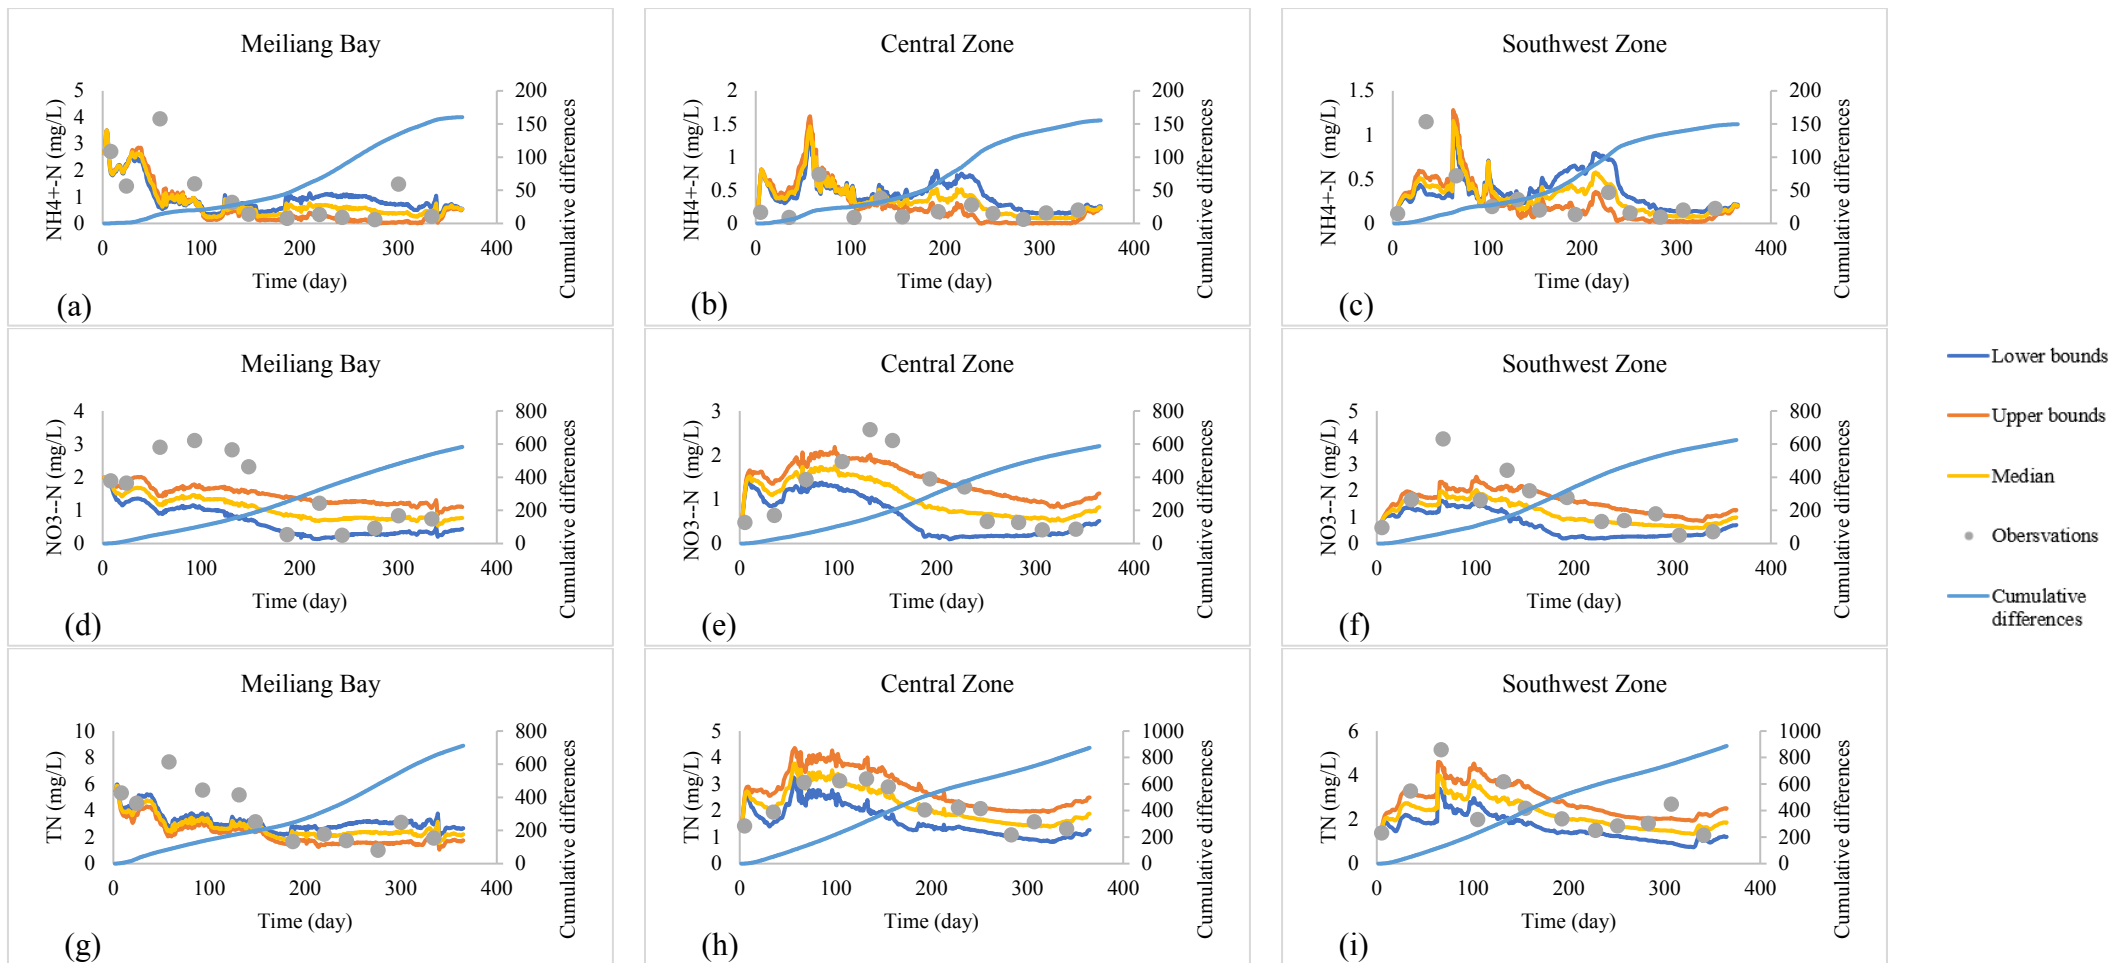 Meiliang Bay
5
4
3
2
1
0
200
150
100
50
0
0
100
200
300
400
NH4+-N (mg/L)
Cumulative differences
Time (day)
(a)
Central Zone
2
1.5
1
0.5
0
200
150
100
50
0
0
100
200
300
400
NH4+-N (mg/L)
Cumulative differences
Time (day)
(b)
Southwest Zone
1.5
1
0.5
0
200
150
100
50
0
0
100
200
300
400
NH4+-N (mg/L)
Cumulative differences
Time (day)
(c)
Meiliang Bay
4
3
2
1
0
800
600
400
200
0
0
100
200
300
400
NO3--N (mg/L)
Cumulative differences
Time (day)
(d)
Central Zone
3
2
1
0
800
600
400
200
0
0
100
200
300
400
NO3--N (mg/L)
Cumulative differences
Time (day)
(e)
Southwest Zone
5
4
3
2
1
0
800
600
400
200
0
0
100
200
300
400
NO3--N (mg/L)
Cumulative differences
Time (day)
(f)
Meiliang Bay
10
8
6
4
2
0
800
600
400
200
0
0
100
200
300
400
TN (mg/L)
Cumulative differences
Time (day)
(g)
Central Zone
5
4
3
2
1
0
1000
800
600
400
200
0
0
100
200
300
400
TN (mg/L)
Cumulative differences
Time (day)
(h)
Southwest Zone
6
4
2
0
1000
800
600
400
200
0
0
100
200
300
400
TN (mg/L)
Cumulative differences
Time (day)
(i)
Lower bounds
Upper bounds
Median
Obersvations
Cumulative
differences